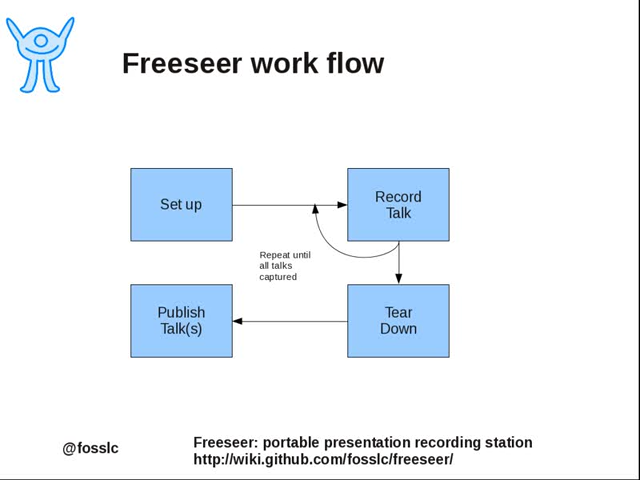 Freeseer work flow
Set up
Record
Talk
Repeat until
all talks
captured
Publish
Talk(s)
Tear
Down
@fosslc
Freeseer: portable presentation recording station
http://wiki.github.com/fosslc/freeseer/